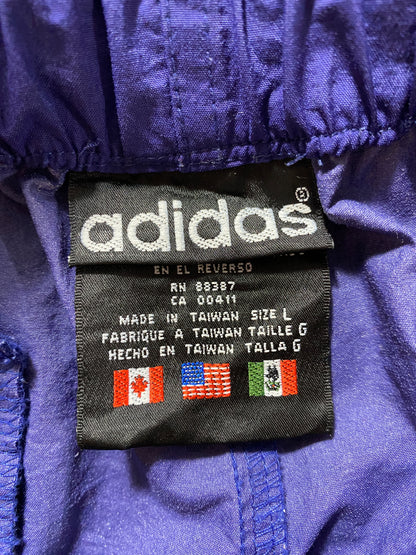 adidas®
EN EL REVERSO
RN 88387
CA 00411
MADE IN TAIWAN SIZE L
FABRIQUE A TAIWAN TAILLE G
HECHO EN TAIWAN TALLA G